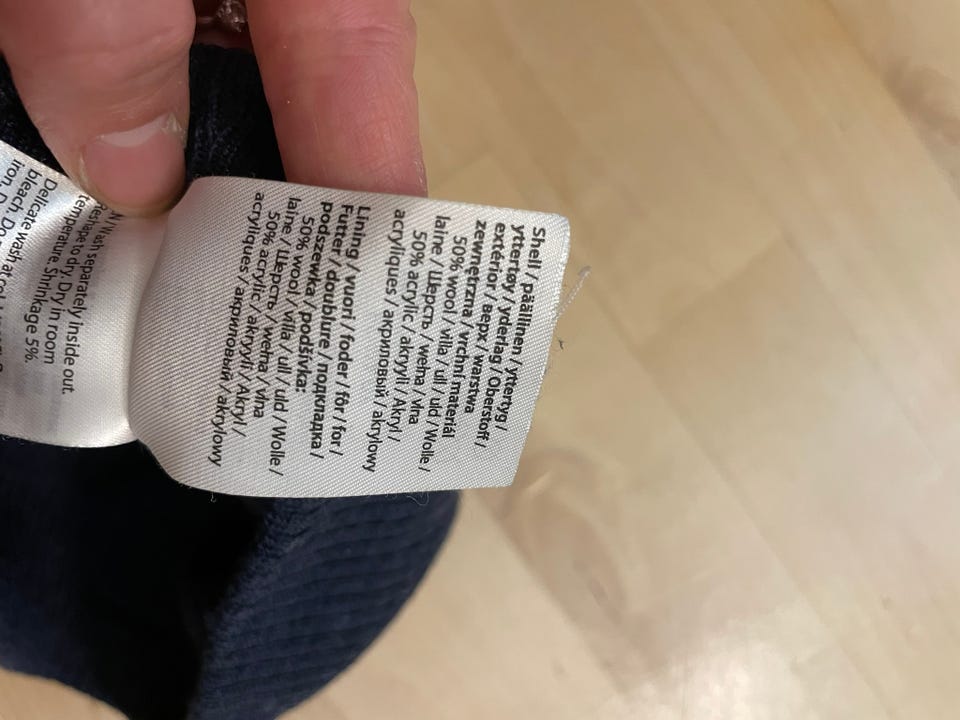 Shell / päällinen / yttertyg /
yttertøy / yderlag / Oberstoff /
extérior / верх / warstwa
zewnętrzna / vrchní materiál
50% wool / villa / ull / uld / Wolle /
laine / Шерсть / wełna / vlna
50% acrylic / akryyli / Akryl /
acryliques / акриловый / akrylowy
Lining / vuori / foder / fôr / for /
Futter / doublure / подкладка /
podszewka / podšívka:
50% wool / villa / ull / uld / Wolle /
laine / Шерсть / wełna / vlna
50% acrylic / akryyli / Akryl /
acryliques / акриловый / akrylowy
Wash separately inside out.
Reshape to dry. Dry in room
temperature. Shrinkage 5%.
Delicate wash at
bleach.
iron.